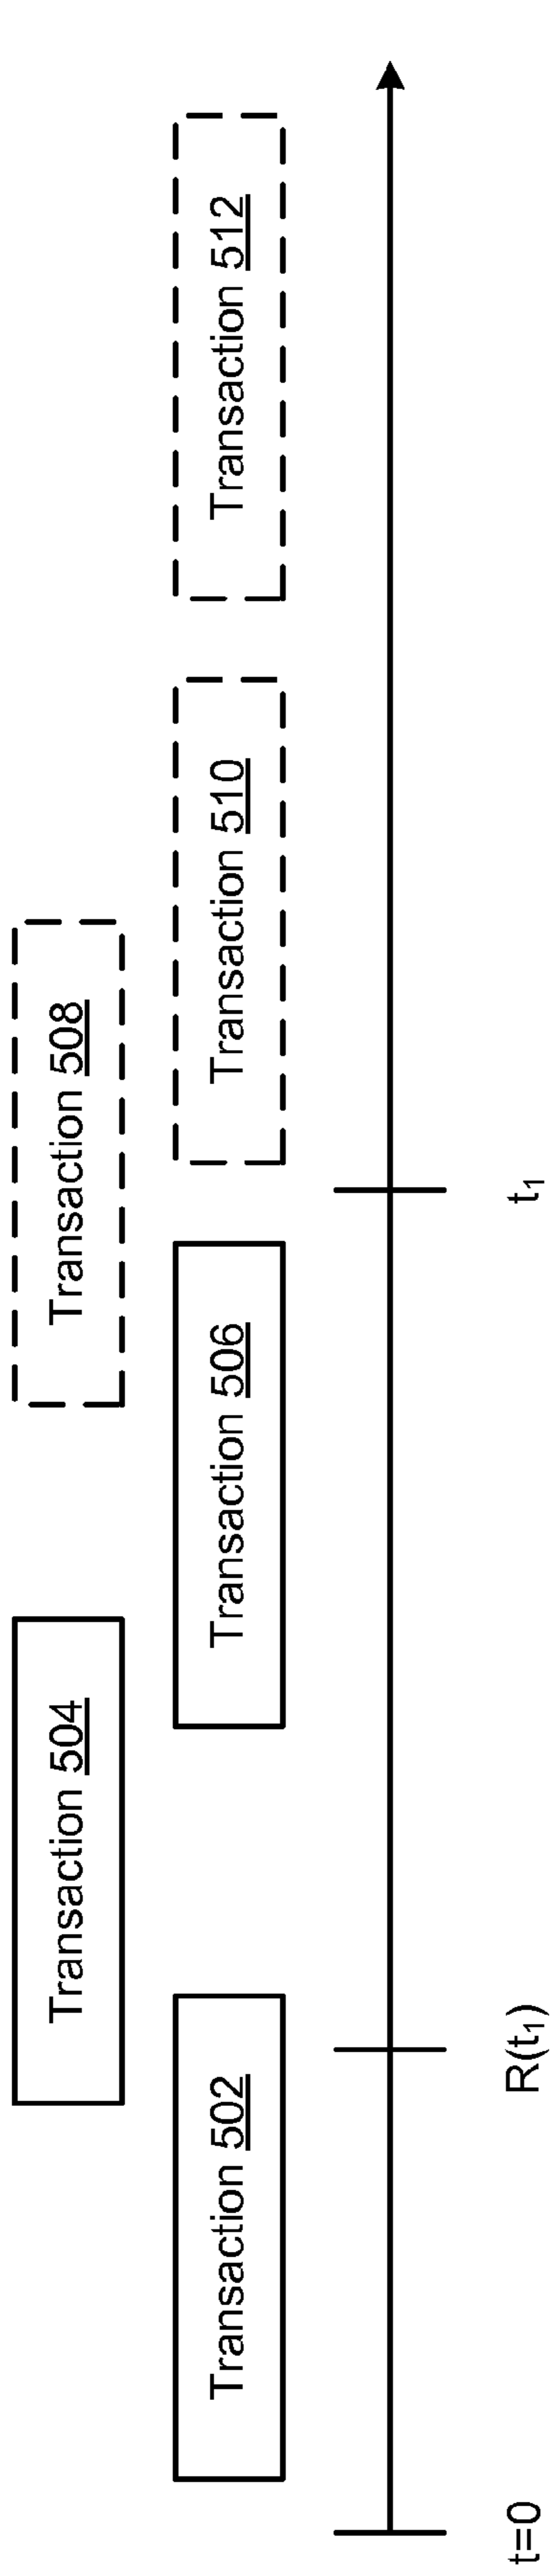 Transaction 504
Transaction 508
Transaction 502
Transaction 506
Transaction 510
Transaction 512
t=0
R(t₁)
t₁